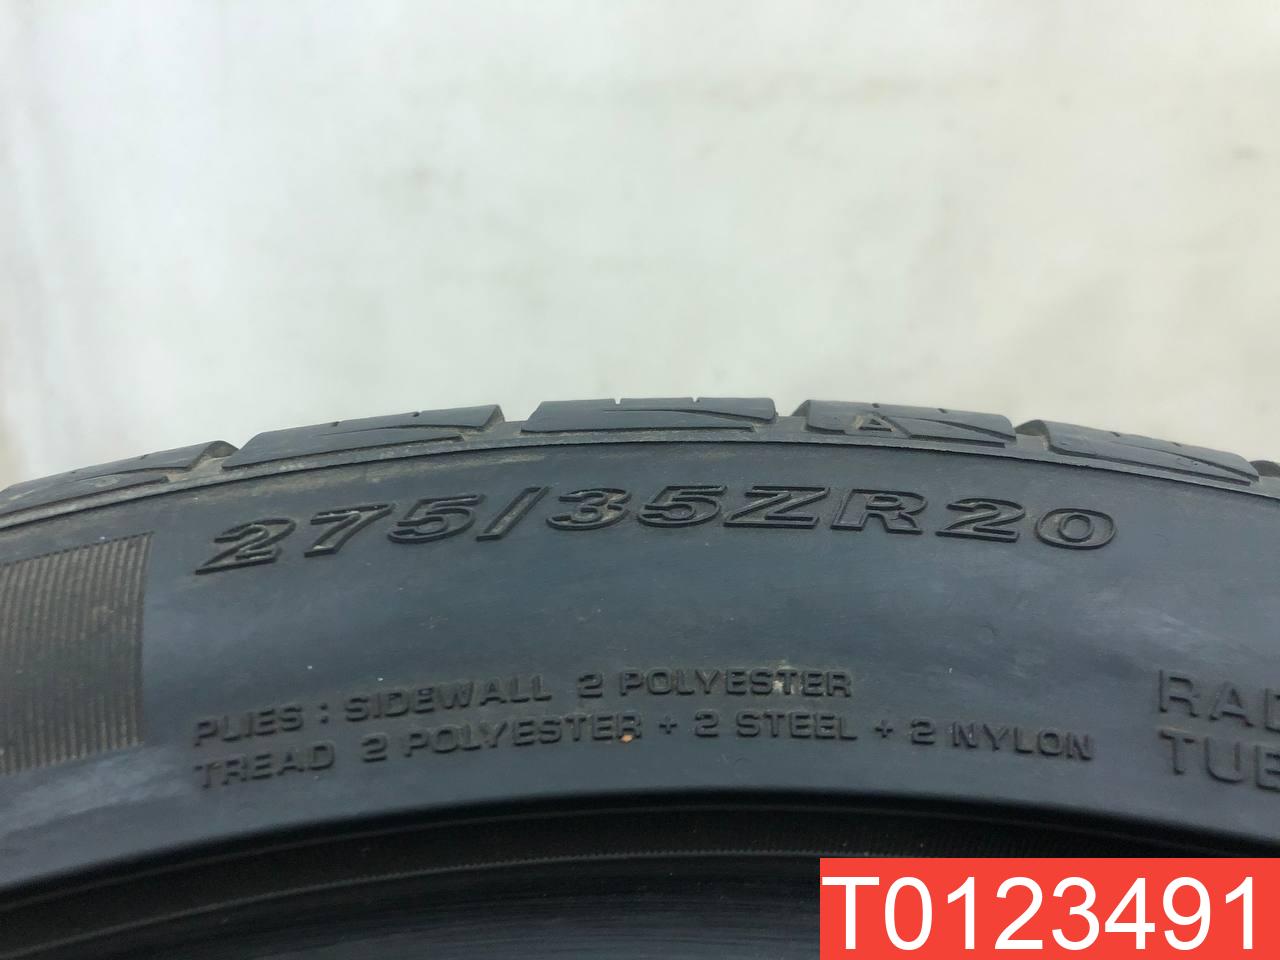 A
275/35ZR20
PLIES : SIDEWALL 2 POLYESTER
TREAD 2 POLYESTER + 2 STEEL + 2 NYLON
T0123491